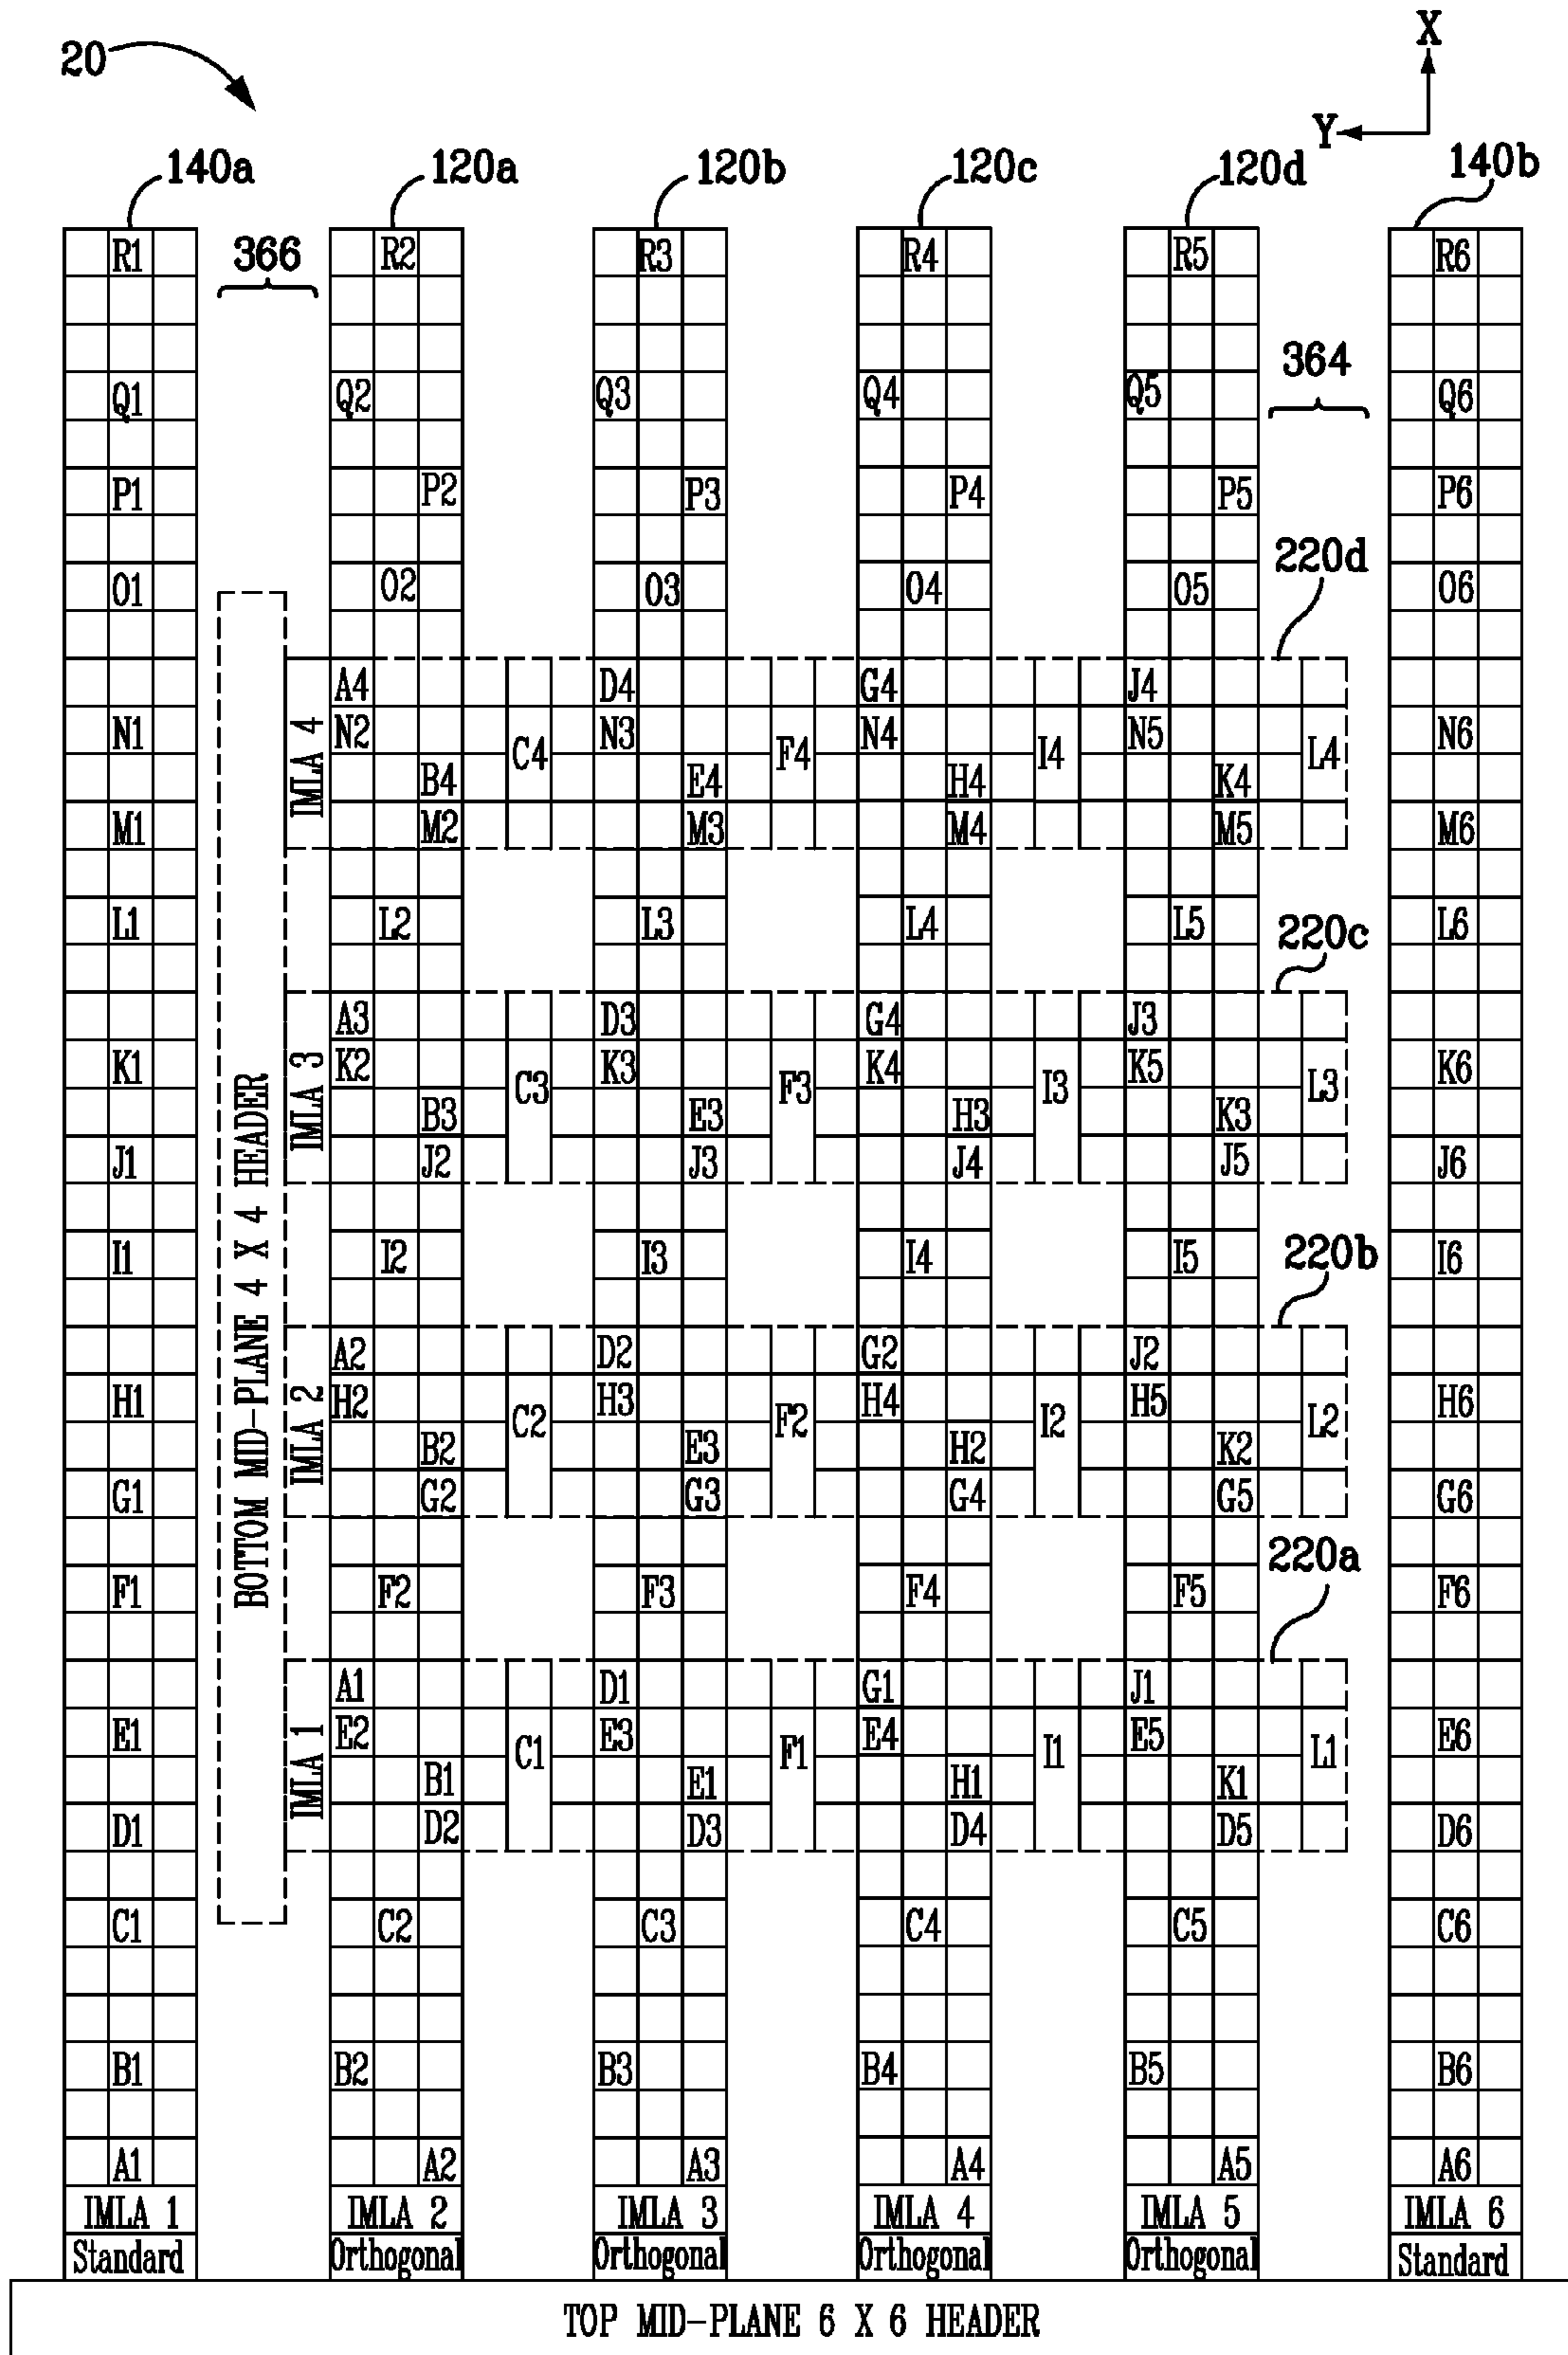 20
X
Y
140a 120a 120b 120c 120d 140b
R1 366 R2 R3 R4 R5 R6
364
Q1 Q2 Q3 Q4 Q5 Q6
P1 P2 P3 P4 P5 P6
220d
O1 O2 O3 O4 O5 O6
A4 D4 G4 J4
N1 IMLA 4 N2 C4 N3 F4 N4 I4 N5 L4 N6
B4 E4 H4 K4
M1 M2 M3 M4 M5 M6
L1 L2 L3 L4 L5 L6
220c
A3 D3 G4 J3
K1 IMLA 3 K2 C3 K3 F3 K4 I3 K5 L3 K6
B3 E3 H3 K3
J1 J2 J3 J4 J5 J6
BOTTOM MID-PLANE 4 X 4 HEADER
I1 I2 I3 I4 I5 I6
220b
A2 D2 G2 J2
H1 IMLA 2 H2 C2 H3 F2 H4 I2 H5 L2 H6
B2 E3 H2 K2
G1 G2 G3 G4 G5 G6
220a
F1 F2 F3 F4 F5 F6
A1 D1 G1 J1
E1 IMLA 1 E2 C1 E3 F1 E4 I1 E5 L1 E6
B1 E1 H1 K1
D1 D2 D3 D4 D5 D6
C1 C2 C3 C4 C5 C6
B1 B2 B3 B4 B5 B6
A1 A2 A3 A4 A5 A6
IMLA 1 IMLA 2 IMLA 3 IMLA 4 IMLA 5 IMLA 6
Standard Orthogonal Orthogonal Orthogonal Orthogonal Standard
TOP MID-PLANE 6 X 6 HEADER